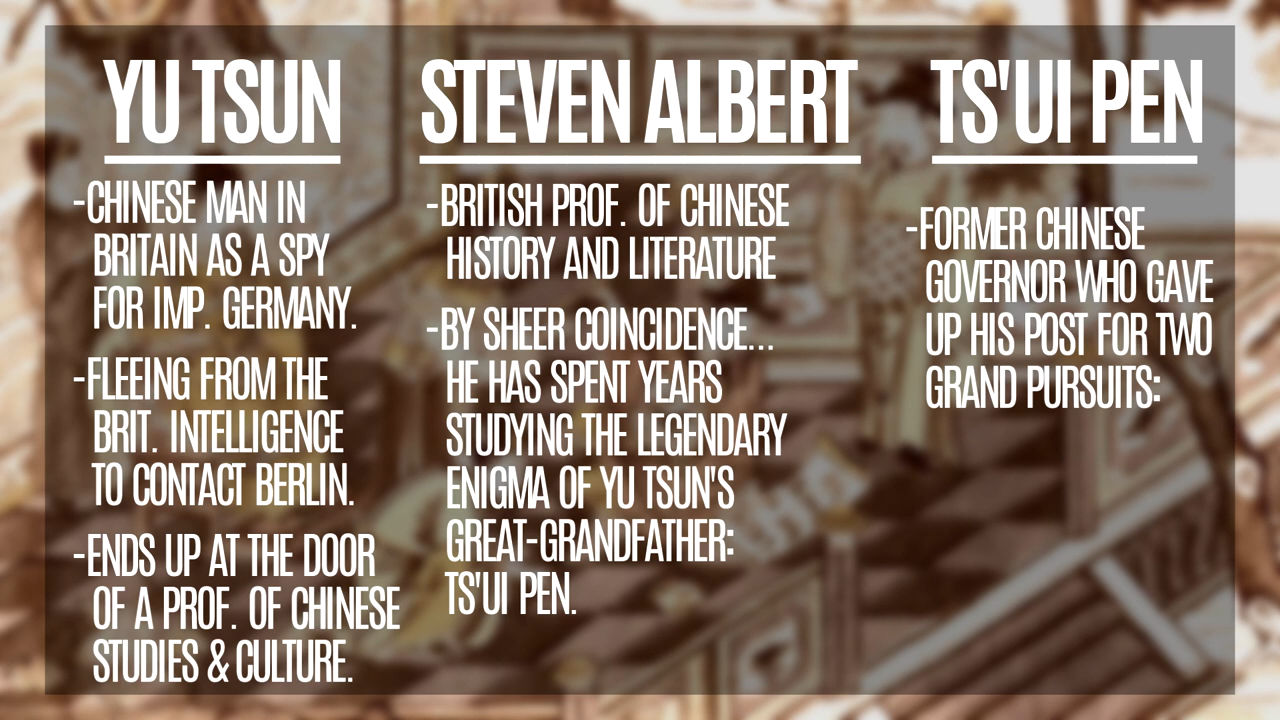 YU TSUN
-CHINESE MAN IN
BRITAIN AS A SPY
FOR IMP. GERMANY.
-FLEEING FROM THE
BRIT. INTELLIGENCE
TO CONTACT BERLIN.
-ENDS UP AT THE DOOR
OF A PROF. OF CHINESE
STUDIES & CULTURE.
STEVEN ALBERT
-BRITISH PROF. OF CHINESE
HISTORY AND LITERATURE
-BY SHEER COINCIDENCE...
HE HAS SPENT YEARS
STUDYING THE LEGENDARY
ENIGMA OF YU TSUN'S
GREAT-GRANDFATHER:
TS'UI PEN.
TS'UI PEN
-FORMER CHINESE
GOVERNOR WHO GAVE
UP HIS POST FOR TWO
GRAND PURSUITS: